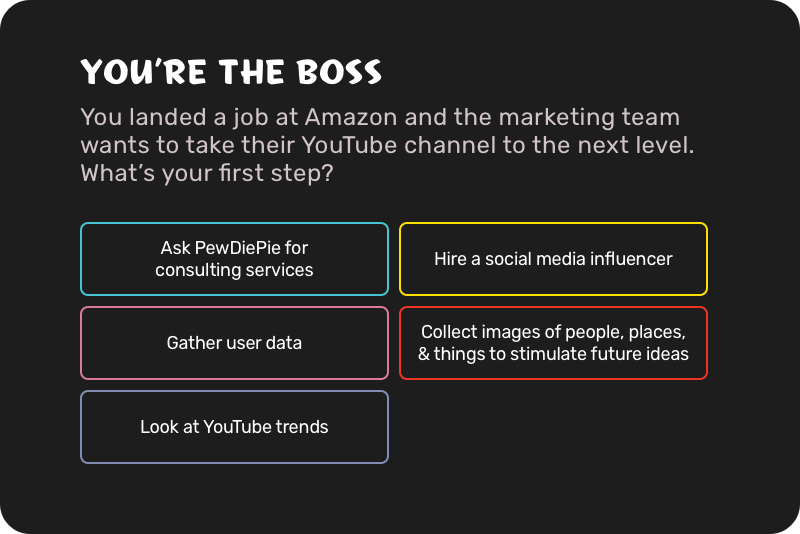 YOU’RE THE BOSS
You landed a job at Amazon and the marketing team
wants to take their YouTube channel to the next level.
What’s your first step?
Ask PewDiePie for
consulting services
Hire a social media influencer
Gather user data
Collect images of people, places,
& things to stimulate future ideas
Look at YouTube trends